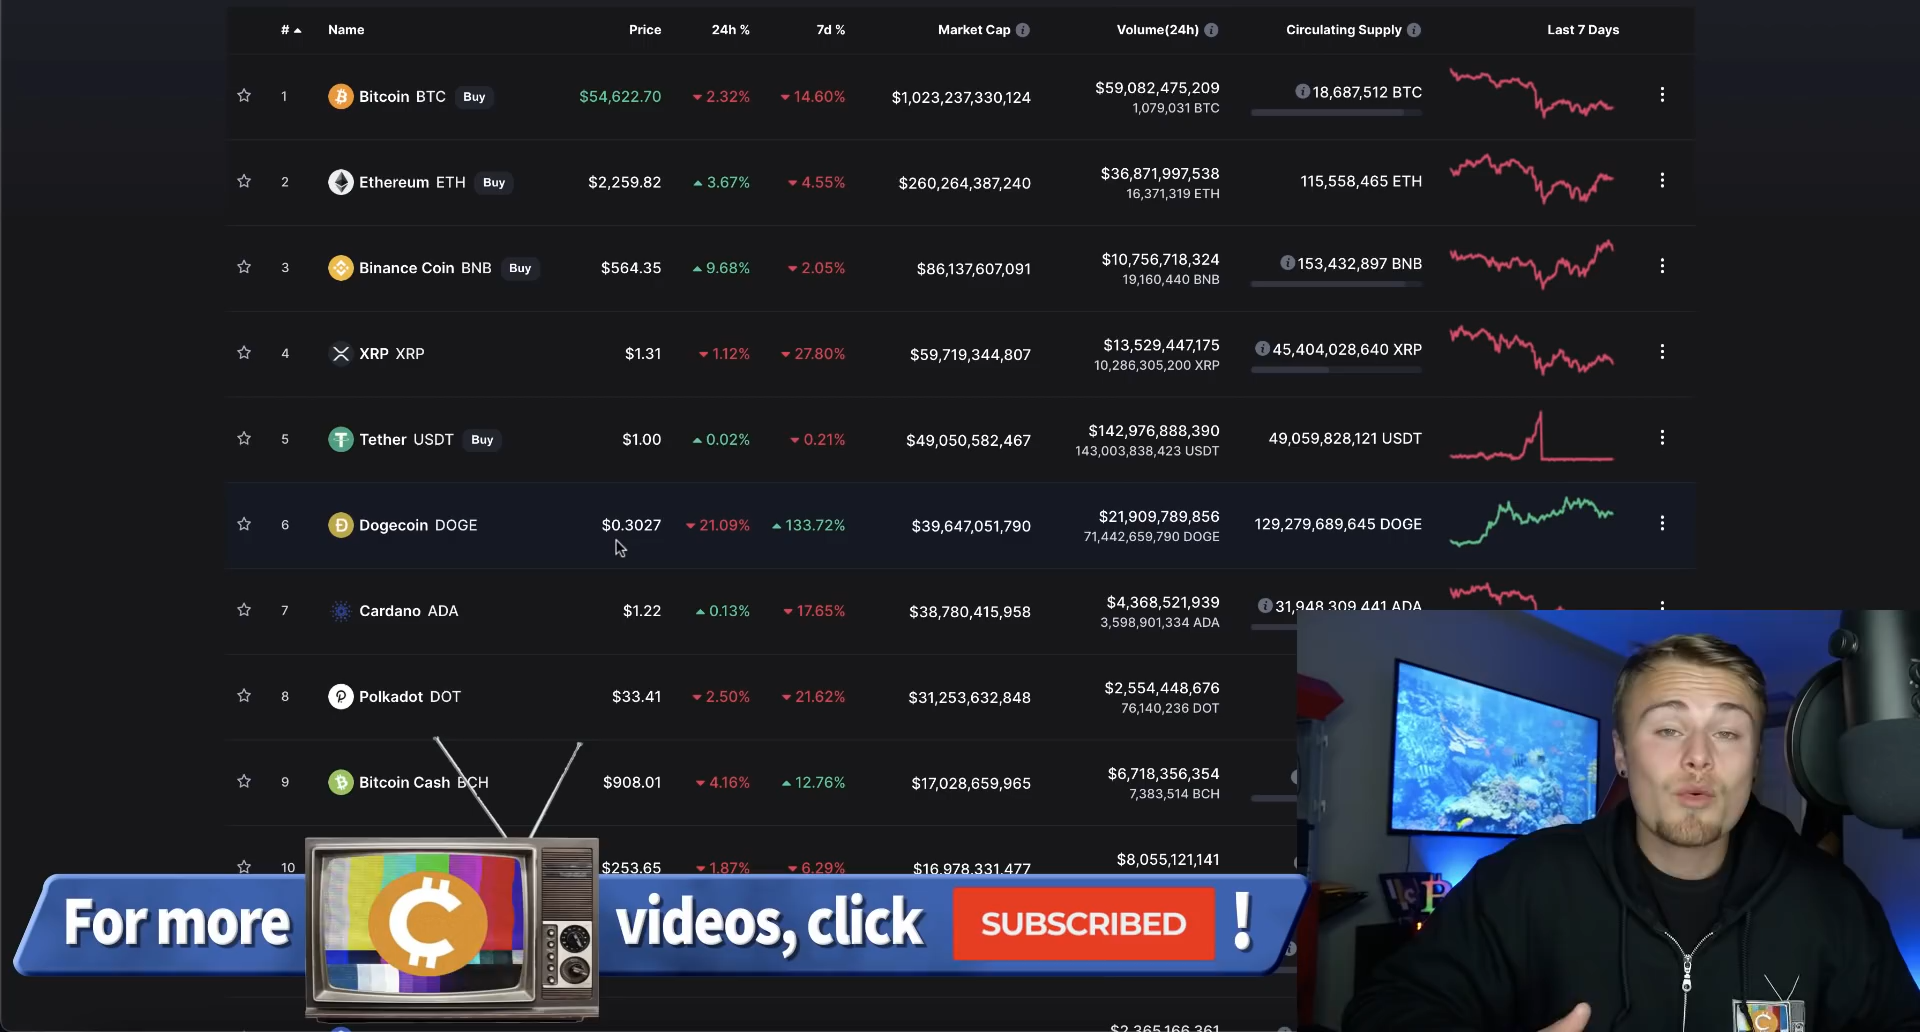 # Name Price 24h % 7d % Market Cap Volume(24h) Circulating Supply Last 7 Days
1 Bitcoin BTC Buy $54,622.70 2.32% 14.60% $1,023,237,330,124 $59,082,475,209 18,687,512 BTC
1,079,031 BTC
2 Ethereum ETH Buy $2,259.82 3.67% 4.55% $260,264,387,240 $36,871,997,538 115,558,465 ETH
16,371,319 ETH
3 Binance Coin BNB Buy $564.35 9.68% 2.05% $86,137,607,091 $10,756,718,324 153,432,897 BNB
19,160,440 BNB
4 XRP XRP $1.31 1.12% 27.80% $59,719,344,807 $13,529,447,175 45,404,028,640 XRP
10,286,305,200 XRP
5 Tether USDT Buy $1.00 0.02% 0.21% $49,050,582,467 $142,976,888,390 49,059,828,121 USDT
143,003,838,423 USDT
6 Dogecoin DOGE $0.3027 21.09% 133.72% $39,647,051,790 $21,909,789,856 129,279,689,645 DOGE
71,442,659,790 DOGE
7 Cardano ADA $1.22 0.13% 17.65% $38,780,415,958 $4,368,521,939 31,948,309,441 ADA
3,598,901,334 ADA
8 Polkadot DOT $33.41 2.50% 21.62% $31,253,632,848 $2,554,448,676
76,140,236 DOT
9 Bitcoin Cash BCH $908.01 4.16% 12.76% $17,028,659,965 $6,718,356,354
7,383,514 BCH
10 $253.65 1.87% 6.29% $16,978,331,477 $8,055,121,141
For more videos, click SUBSCRIBED !
$2,365,166,361